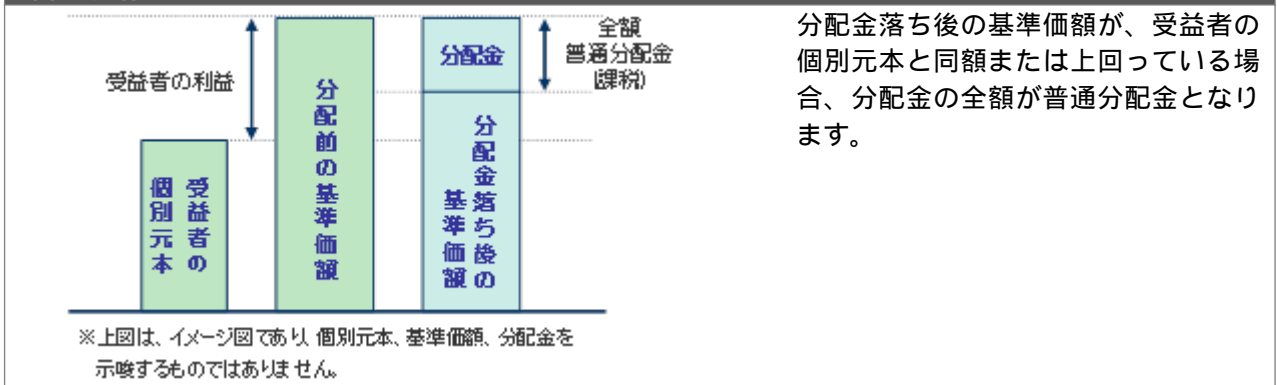 受益者の利益
受益者の
個別元本
分配前の基準価額
分配金
分配金落ち後の
基準価額
全額
普通分配金
(課税)
分配金落ち後の基準価額が、受益者の
個別元本と同額または上回っている場
合、分配金の全額が普通分配金となり
ます。
※上図は、イメージ図であり、個別元本、基準価額、分配金を
示唆するものではありません。